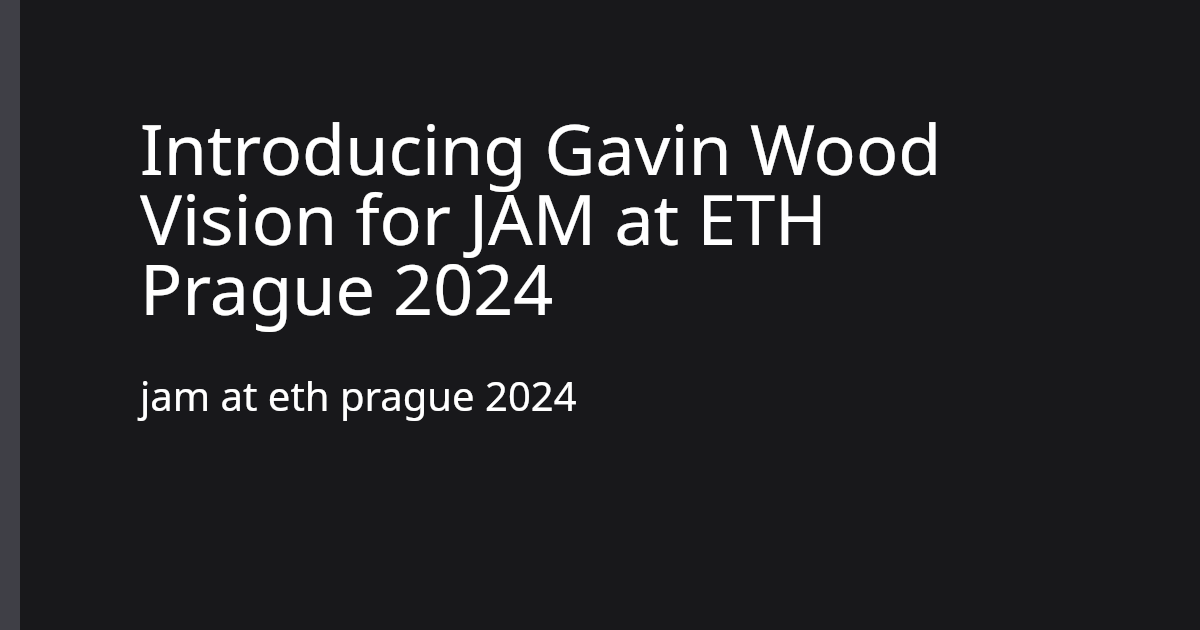 Introducing Gavin Wood
Vision for JAM at ETH
Prague 2024
jam at eth prague 2024